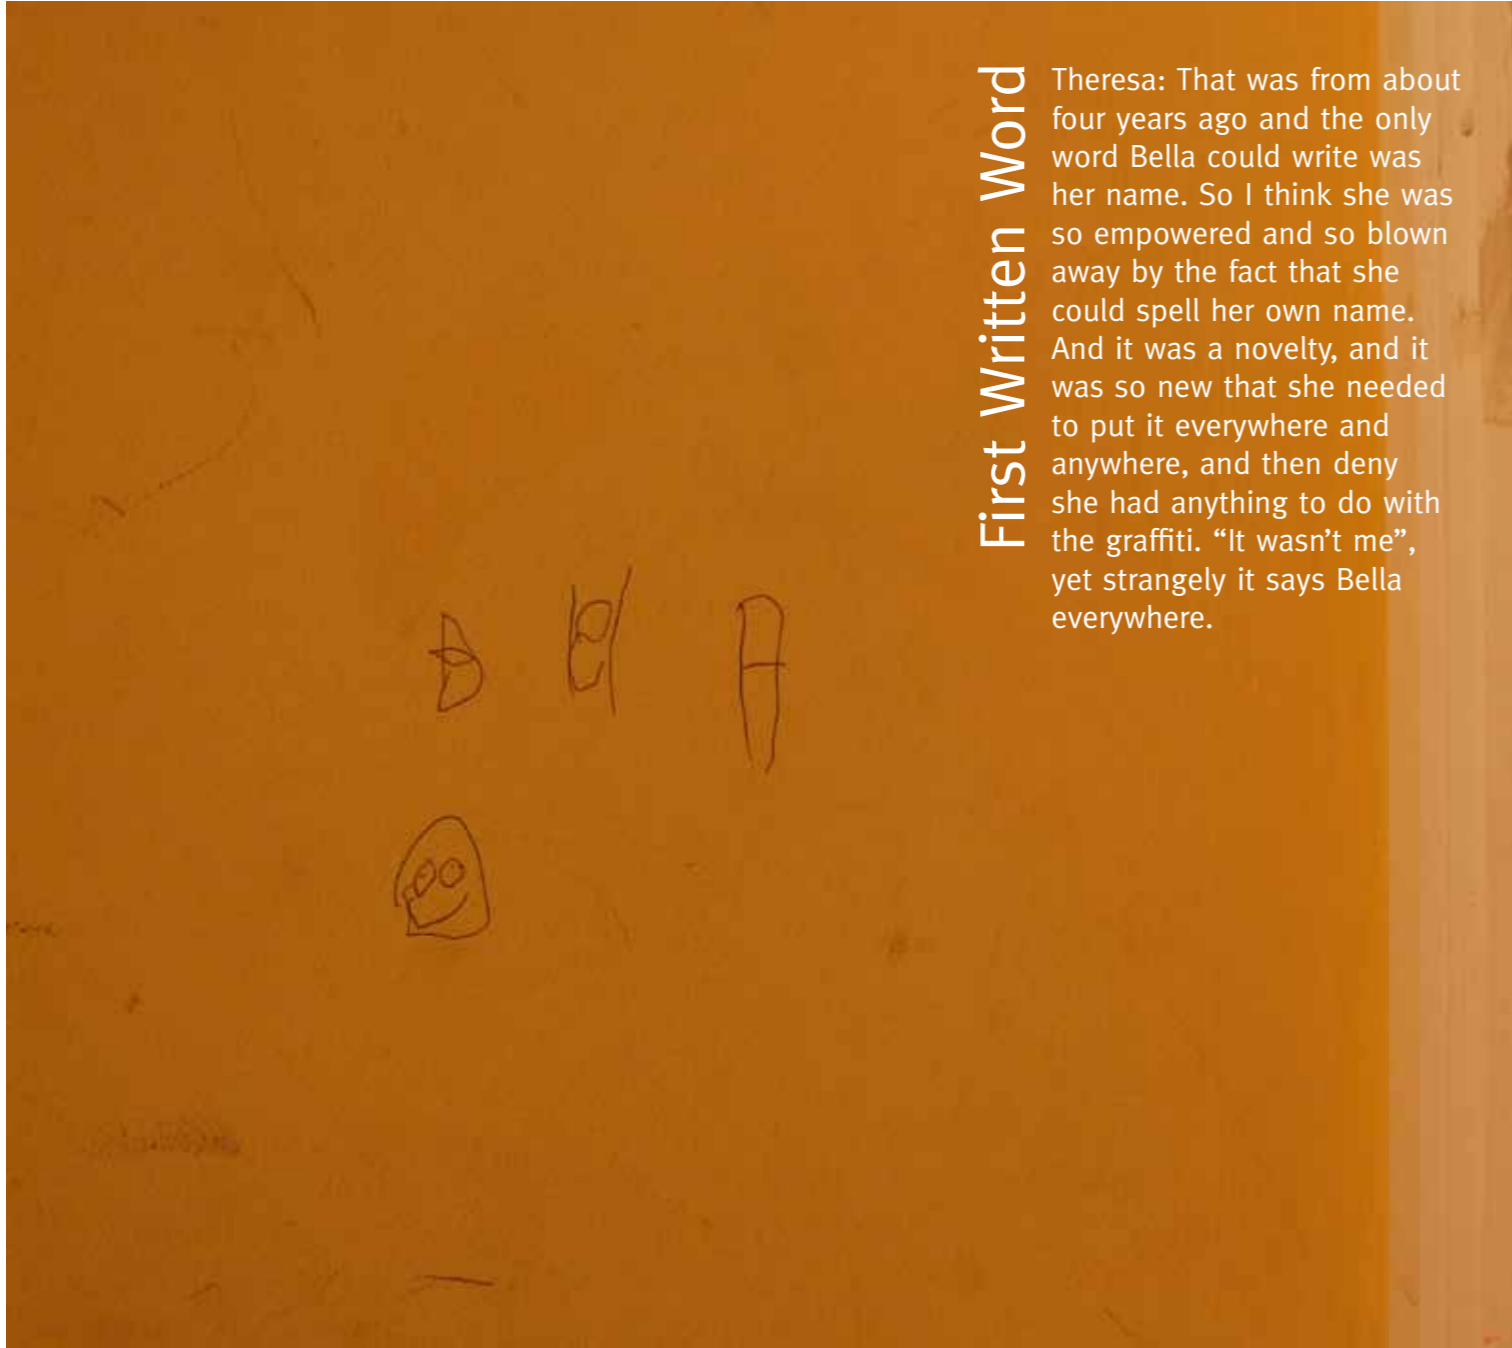 First Written Word
Theresa: That was from about
four years ago and the only
word Bella could write was
her name. So I think she was
so empowered and so blown
away by the fact that she
could spell her own name.
And it was a novelty, and it
was so new that she needed
to put it everywhere and
anywhere, and then deny
she had anything to do with
the graffiti. “It wasn’t me”,
yet strangely it says Bella
everywhere.